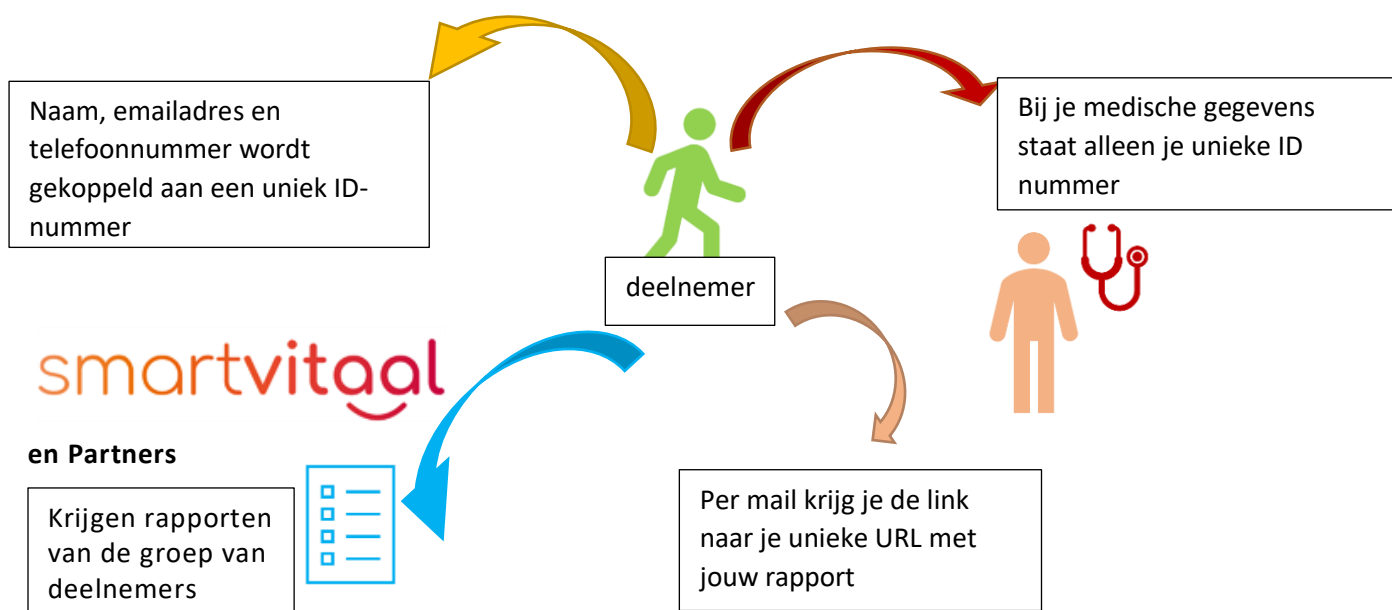 Naam, emailadres en
telefoonnummer wordt
gekoppeld aan een uniek ID-
nummer
Bij je medische gegevens
staat alleen je unieke ID
nummer
deelnemer
smartvitaal
en Partners
Krijgen rapporten
van de groep van
deelnemers
Per mail krijg je de link
naar je unieke URL met
jouw rapport